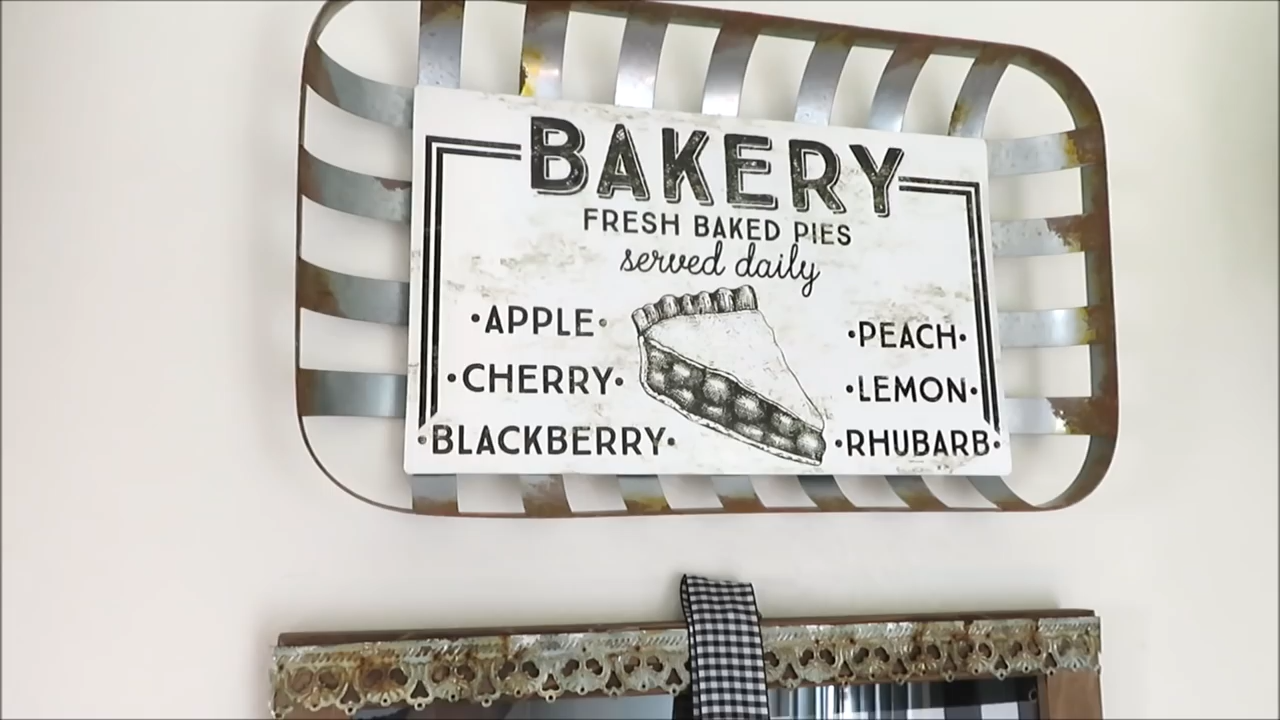 BAKERY
FRESH BAKED PIES
served daily
•APPLE•
•CHERRY•
•BLACKBERRY•
•PEACH•
•LEMON•
•RHUBARB•